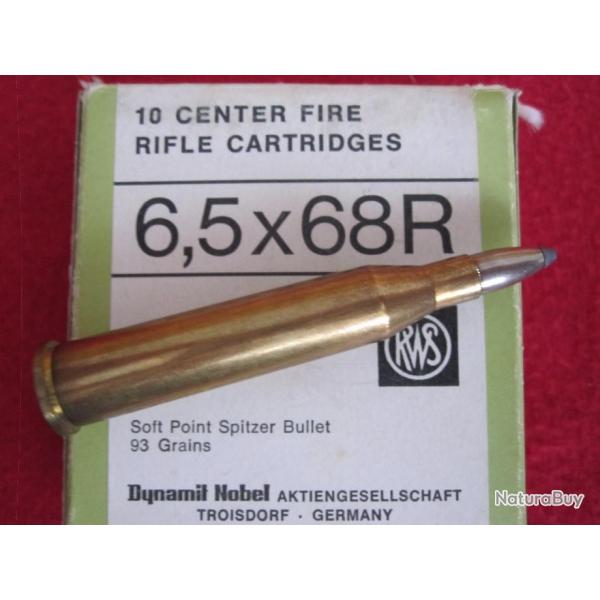 10 CENTER FIRE
RIFLE CARTRIDGES
6,5x68R
RWS
Soft Point Spitzer Bullet
93 Grains
Dynamit Nobel AKTIENGESELLSCHAFT
TROISDORF · GERMANY
NaturaBuy